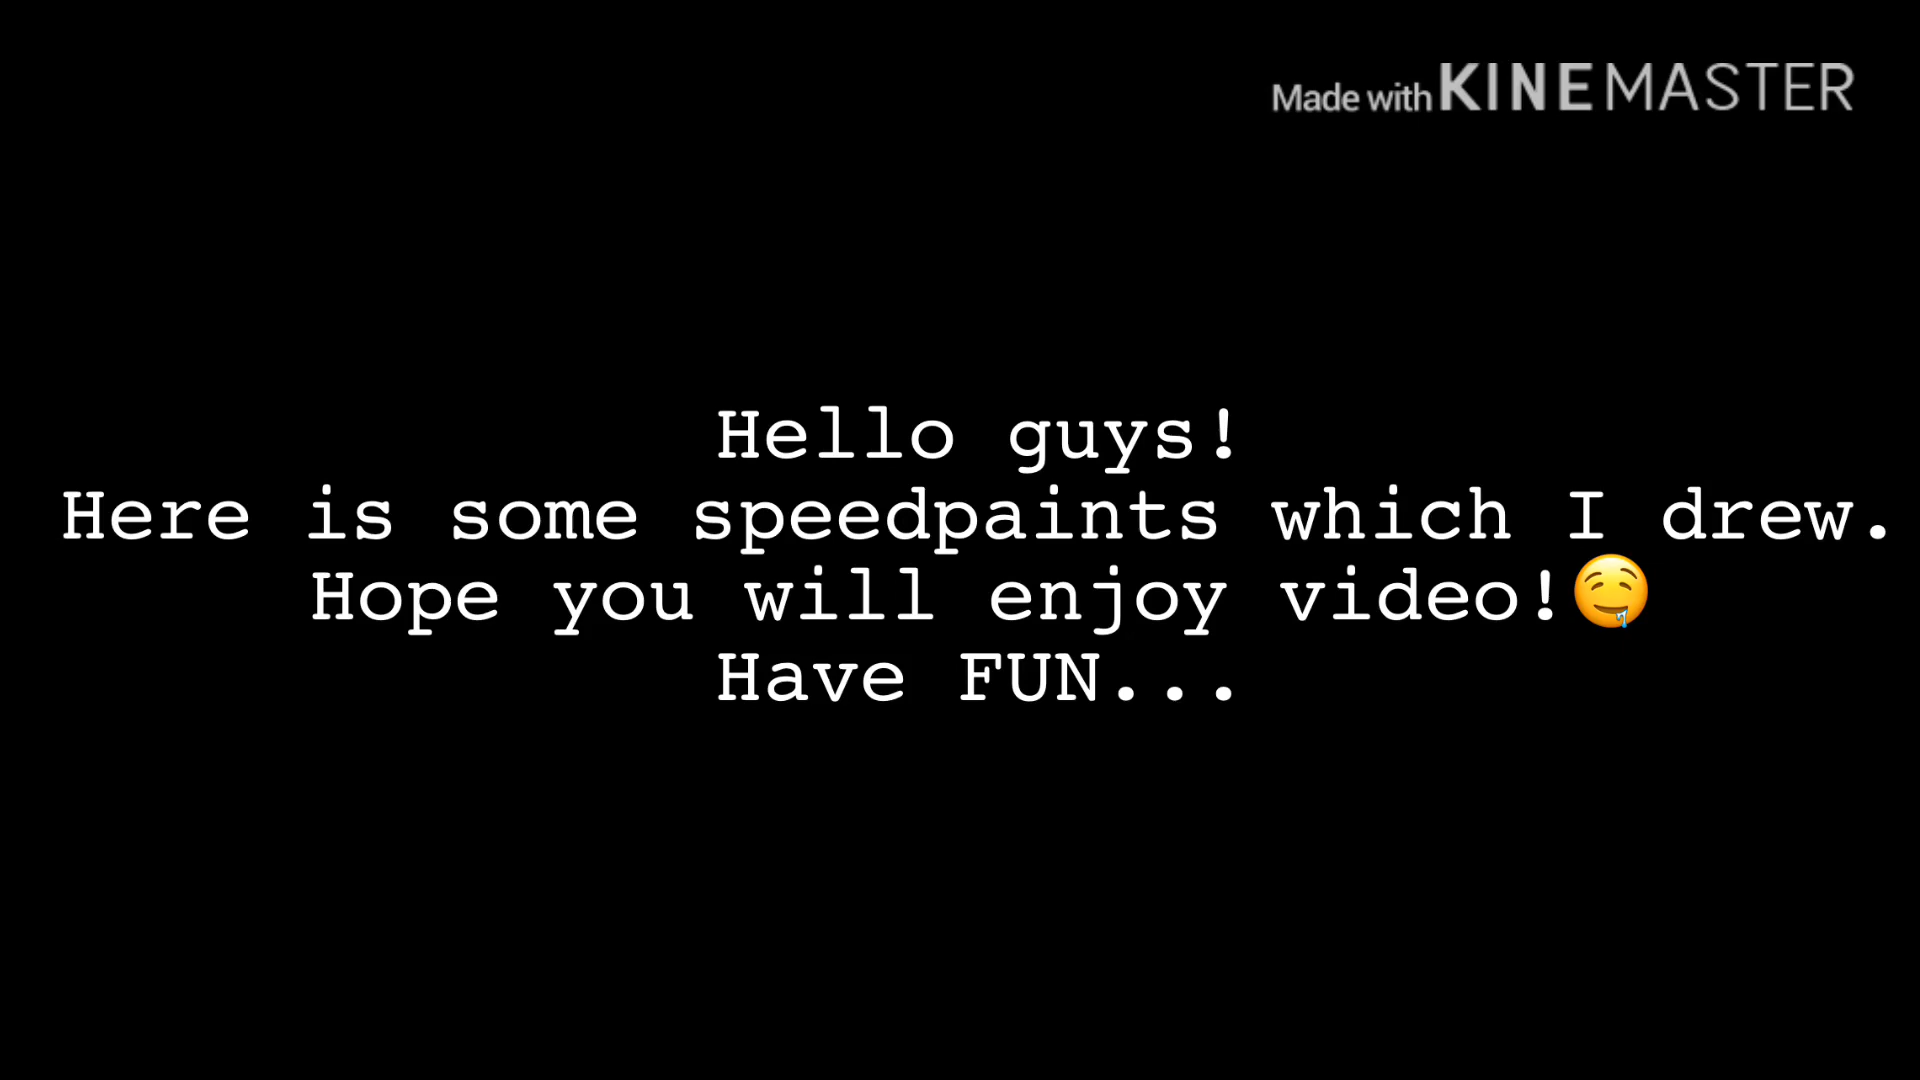 Made with KINEMASTER
Hello guys!
Here is some speedpaints which I drew.
Hope you will enjoy video!🤤
Have FUN...